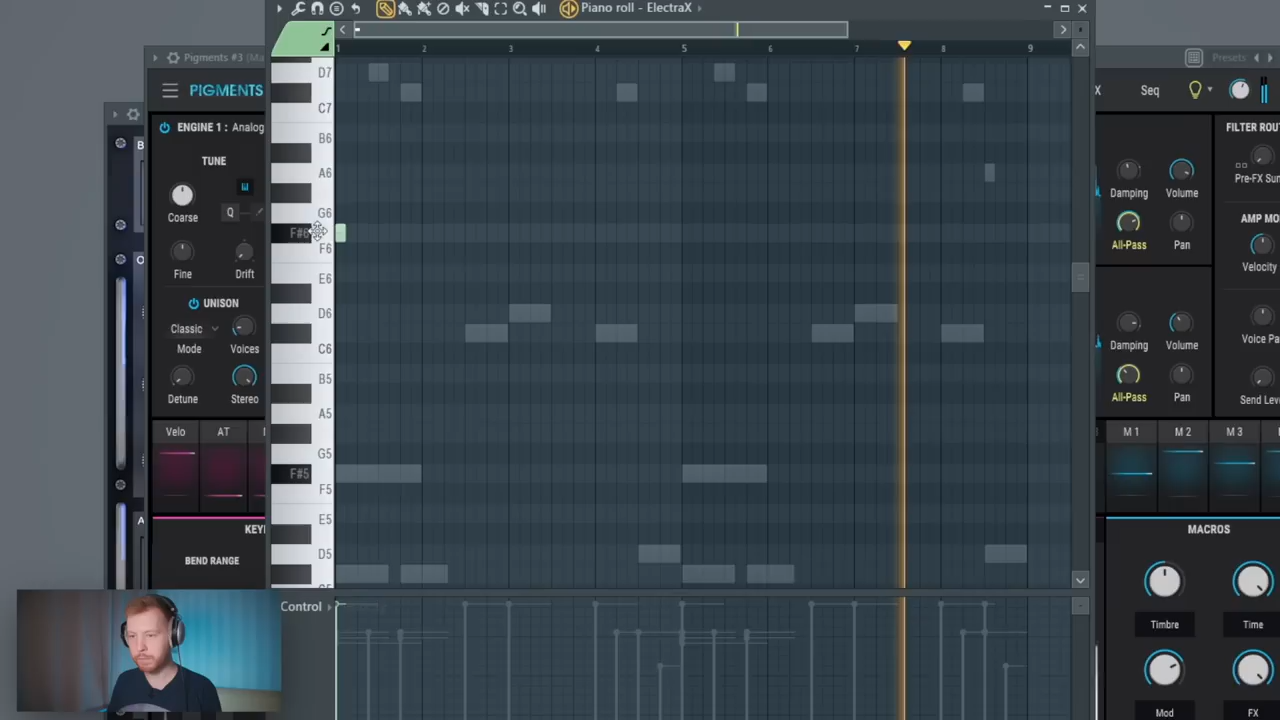 Piano roll - ElectraX
1 2 3 4 5 6 7 8 9
Pigments #3 (Ma
Presets
PIGMENTS
X Seq
ENGINE 1 : Analog
TUNE
Coarse
Q
Fine Drift
UNISON
Classic
Mode Voices
Detune Stereo
Velo AT
KEY
BEND RANGE
B
O
A
D7
C7
B6
A6
G6
F#6
F6
E6
D6
C6
B5
A5
G5
F#5
F5
E5
D5
Control
FILTER ROU
Damping Volume
Pre-FX Sum
All-Pass Pan
AMP MO
Velocity
Damping Volume
Voice Pa
All-Pass Pan
Send Leve
M 1 M 2 M 3
MACROS
Timbre Time
Mod FX